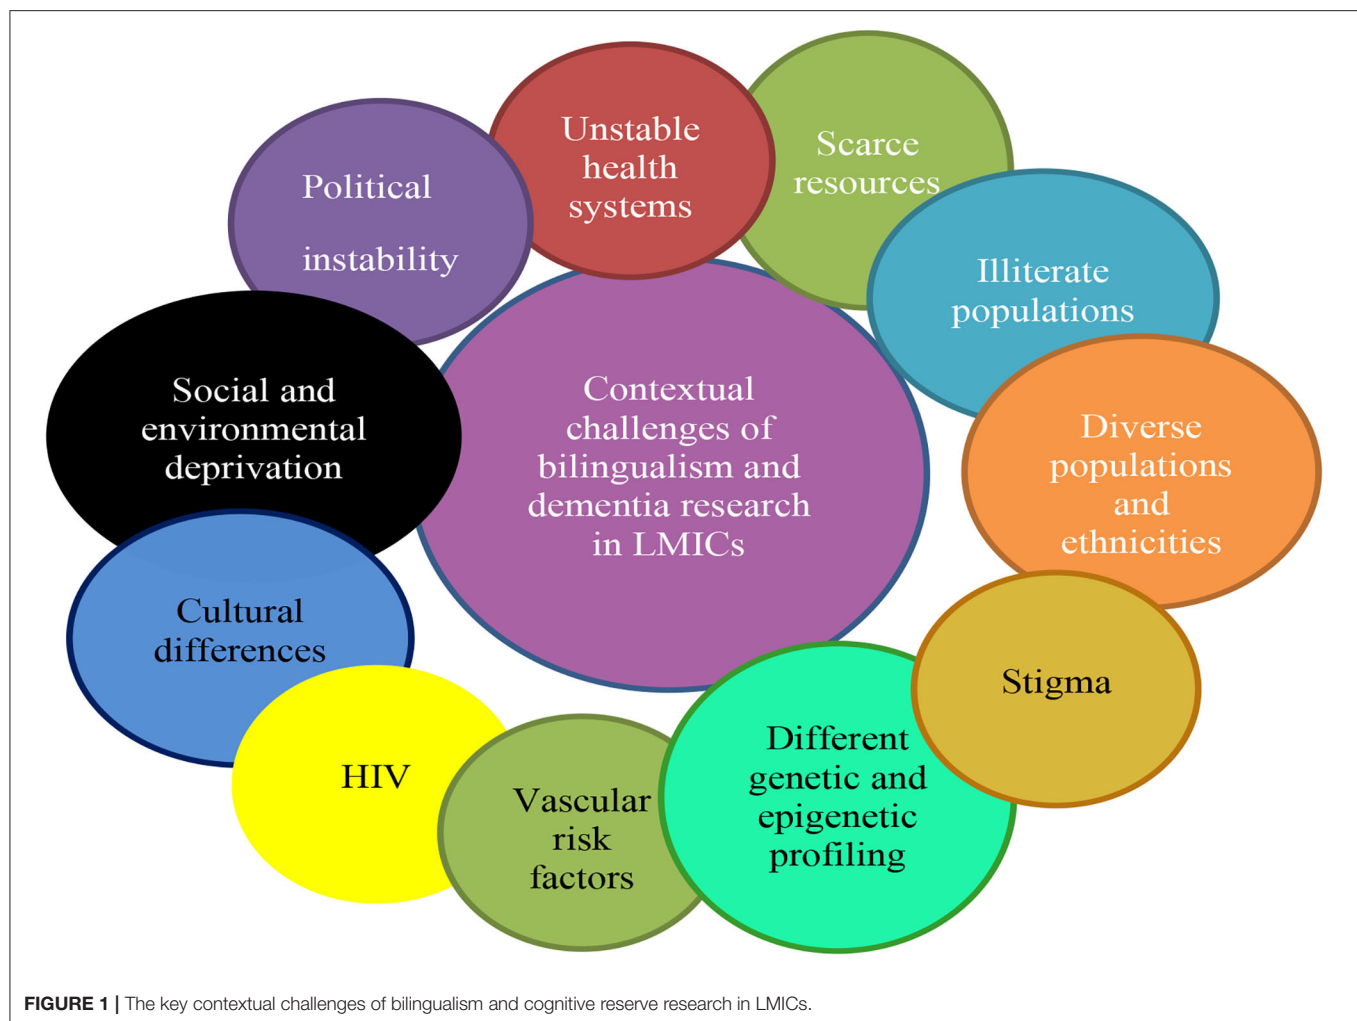 Unstable
health
systems
Scarce
resources
Political
instability
Illiterate
populations
Social and
environmental
deprivation
Contextual
challenges of
bilingualism and
dementia research
in LMICs
Diverse
populations
and
ethnicities
Cultural
differences
Stigma
HIV
Vascular
risk
factors
Different
genetic and
epigenetic
profiling
FIGURE 1 | The key contextual challenges of bilingualism and cognitive reserve research in LMICs.